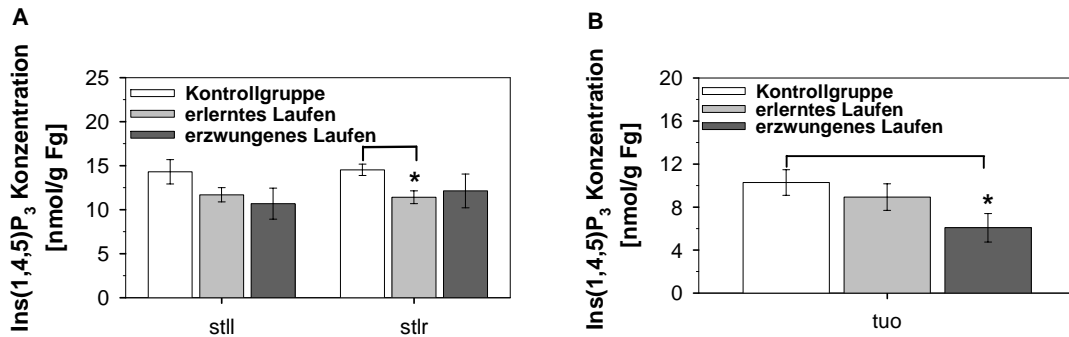 A
Ins(1,4,5)P3 Konzentration
[nmol/g Fg]
25
20
15
10
5
0
Kontrollgruppe
erlerntes Laufen
erzwungenes Laufen
*
stll
stlr
B
Ins(1,4,5)P3 Konzentration
[nmol/g Fg]
20
16
12
8
4
0
Kontrollgruppe
erlerntes Laufen
erzwungenes Laufen
*
tuo